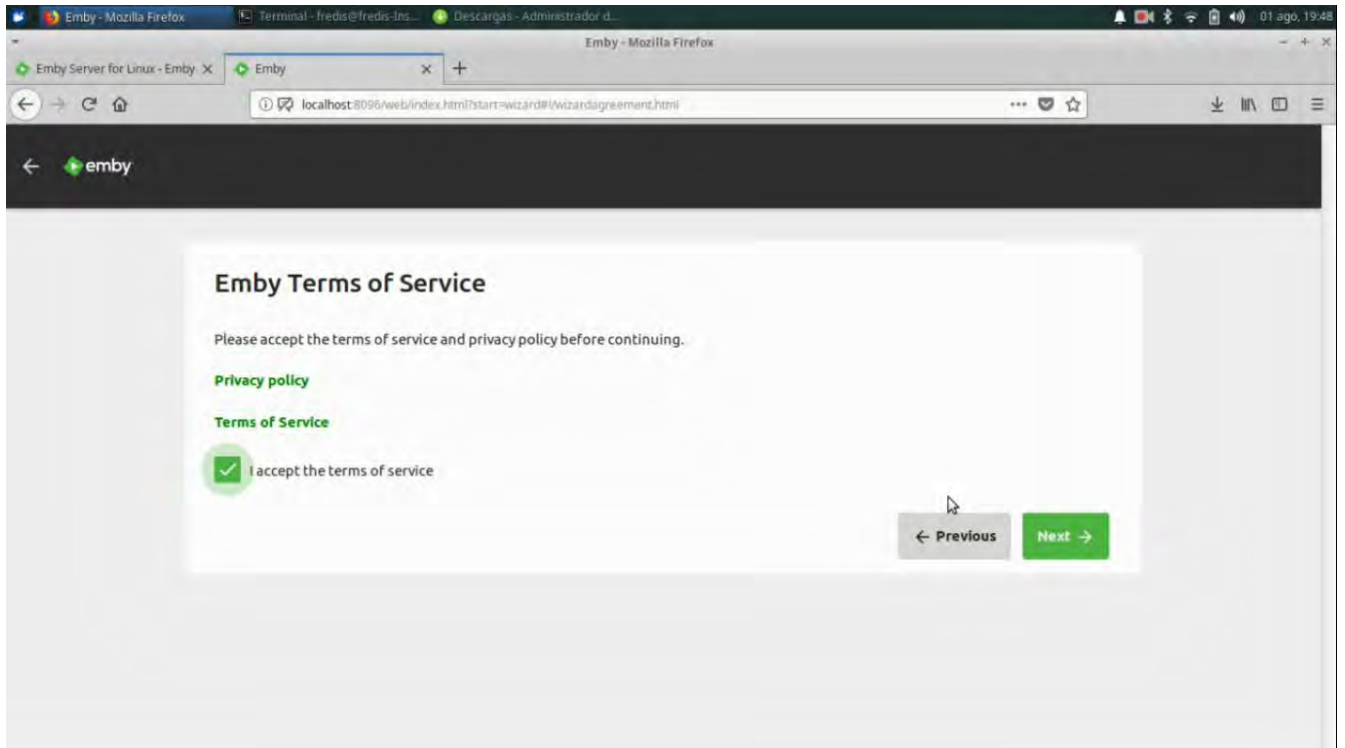 Emby - Mozilla Firefox Terminal - fredis@fredis-Ins... Descargas - Administrador d... 01 ago, 19:48
Emby - Mozilla Firefox
Emby Server for Linux - Emby Emby
localhost:8096/web/index.html?start=wizard#!/wizardagreement.html
emby
Emby Terms of Service
Please accept the terms of service and privacy policy before continuing.
Privacy policy
Terms of Service
I accept the terms of service
← Previous Next →